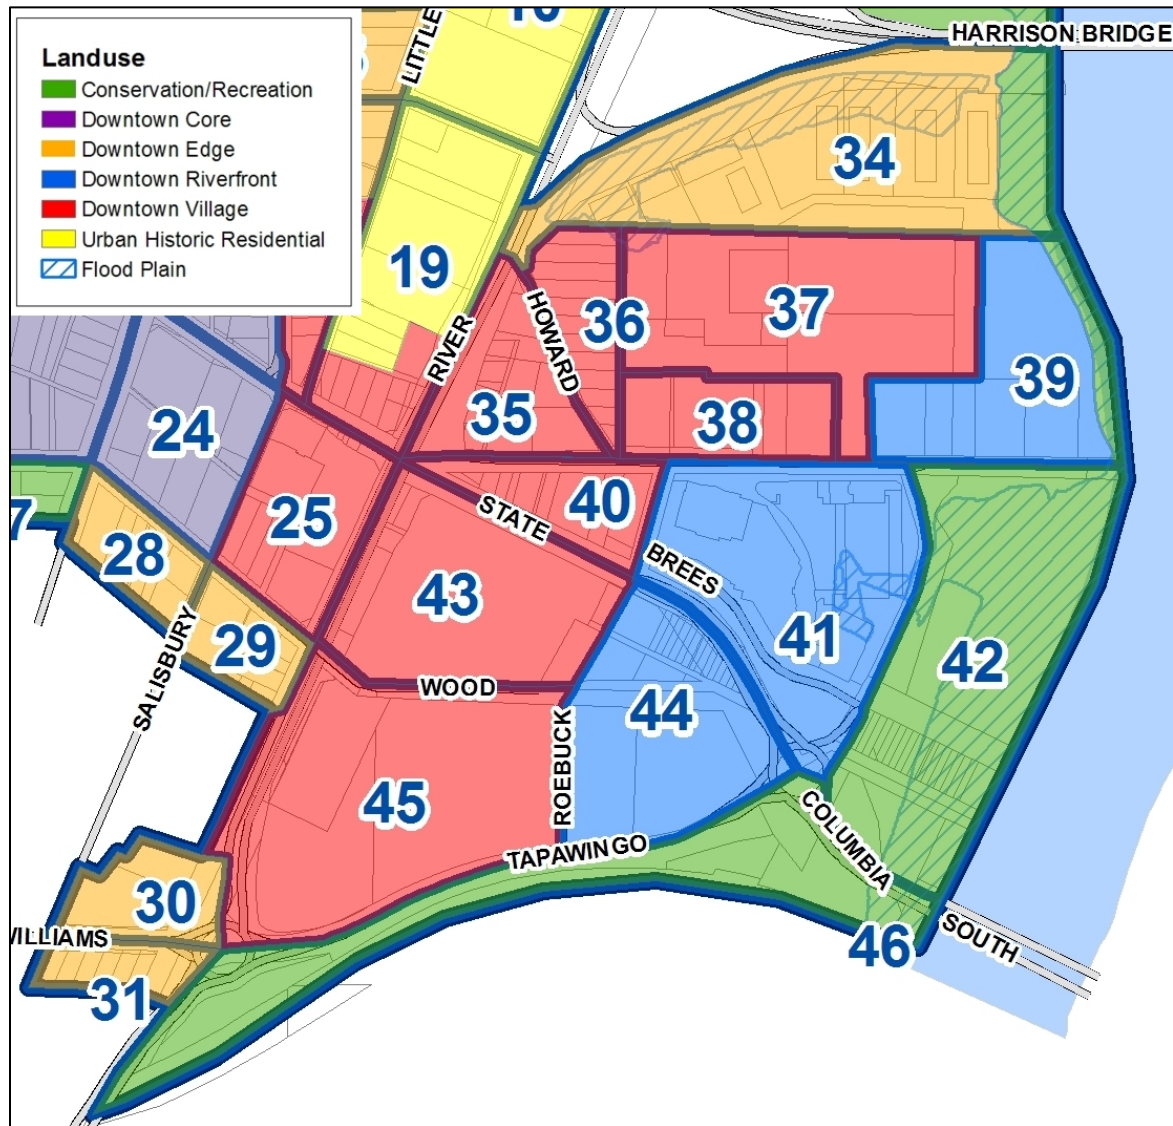 LITTLE
HARRISON BRIDGE
Landuse
Conservation/Recreation
Downtown Core
Downtown Edge
Downtown Riverfront
Downtown Village
Urban Historic Residential
Flood Plain
34
19
RIVER
HOWARD
36
37
39
24
35
38
25
STATE
40
BREES
28
43
41
42
29
SALISBURY
WOOD
44
ROEBUCK
45
TAPAWINGO
COLUMBIA
30
WILLIAMS
46
SOUTH
31